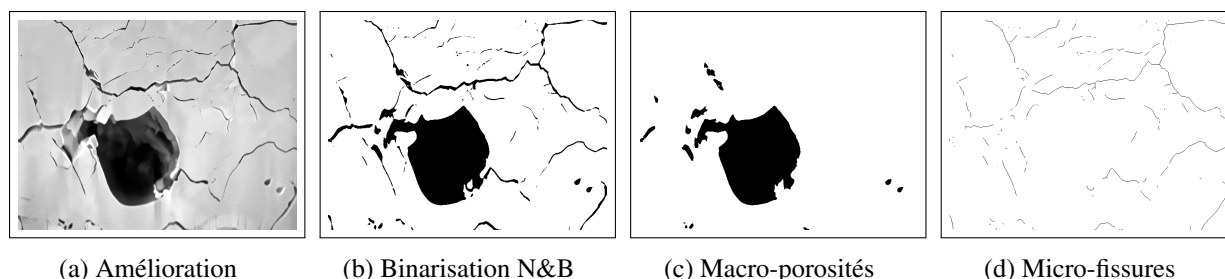 (a) Amélioration
(b) Binarisation N&B
(c) Macro-porosités
(d) Micro-fissures